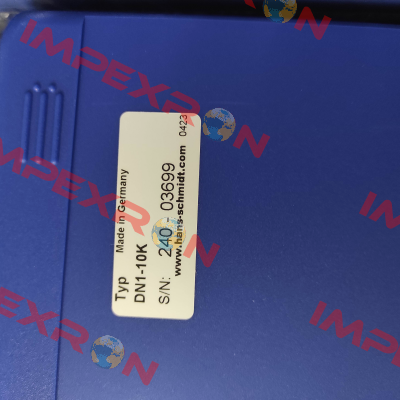 Typ Made in Germany
DN1-10K
S/N: 240 - 03699
www.hans-schmidt.com 0423
IMPEXRON
IMPEXRON
IMPEXRON
IMPEXRON